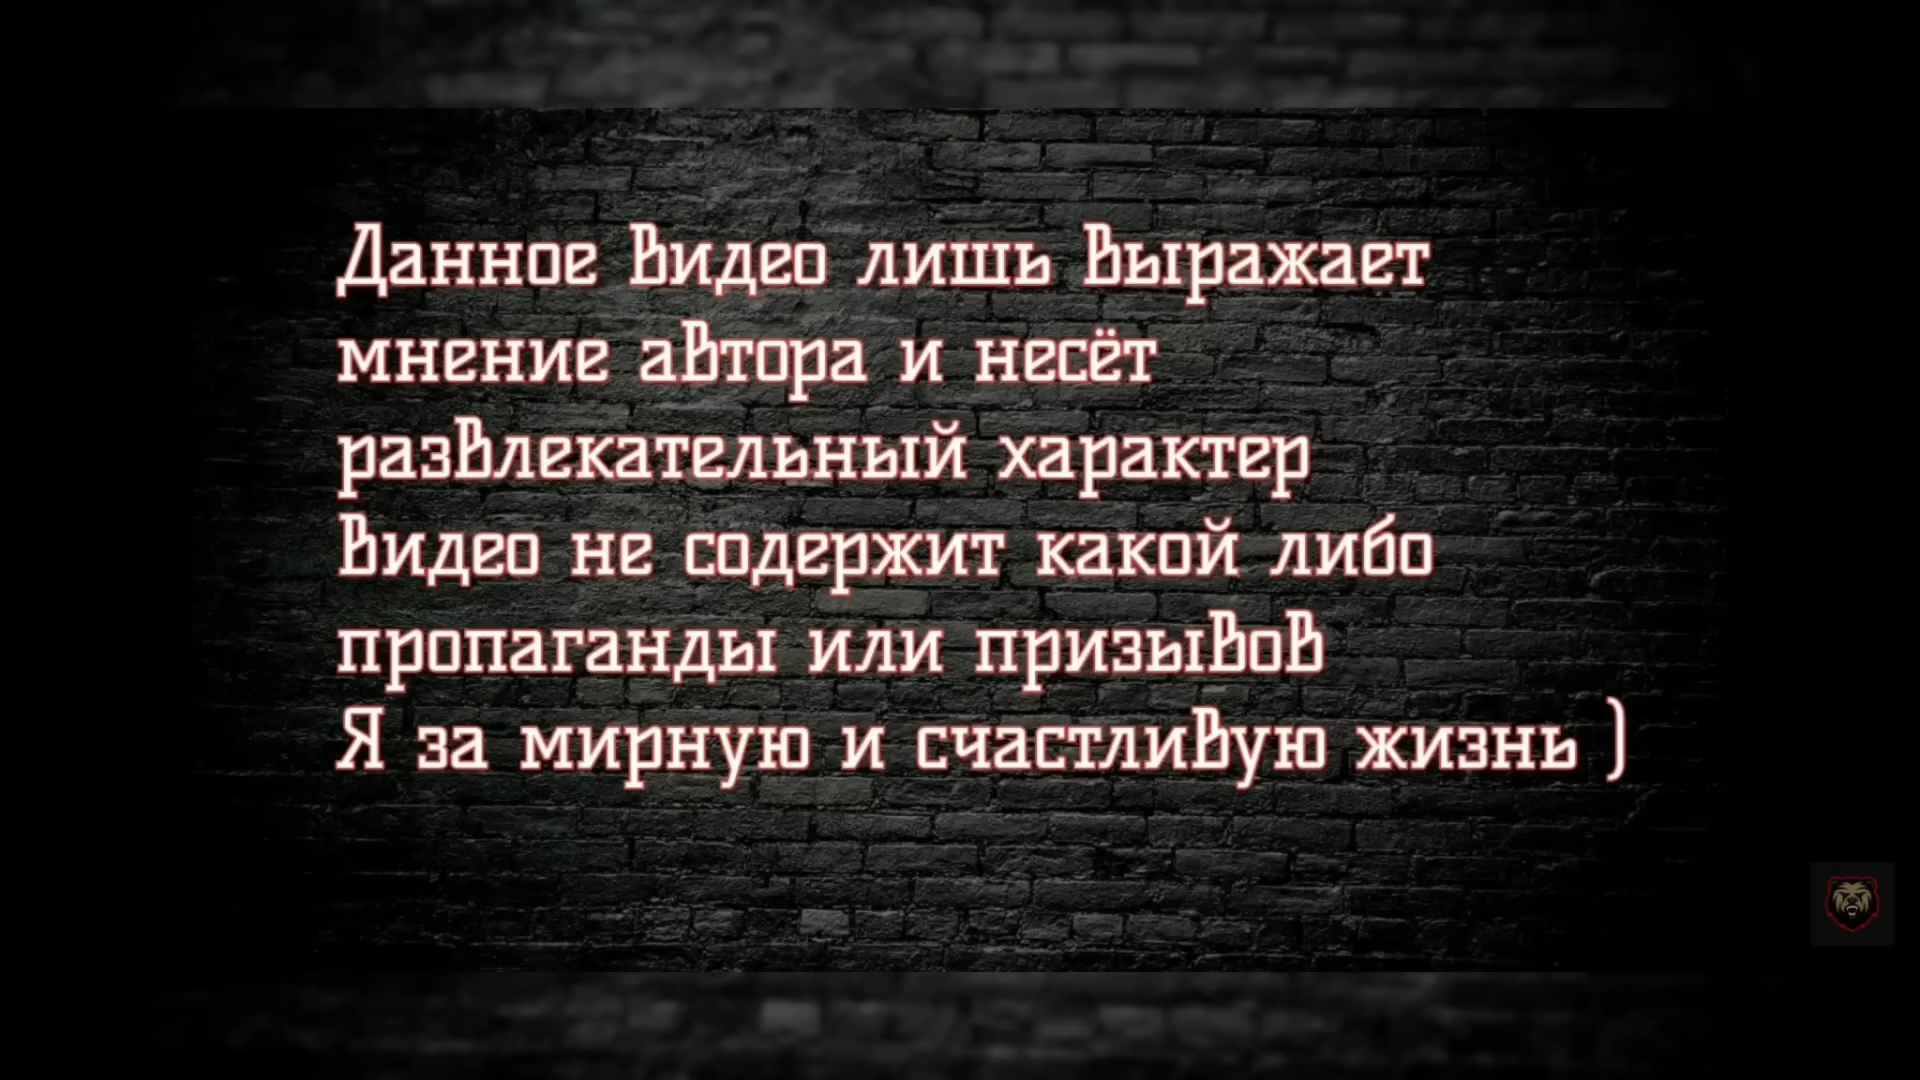 Данное видео лишь выражает
мнение автора и несёт
развлекательный характер
видео не содержит какой либо
пропаганды или призывов
Я за мирную и счастливую жизнь )